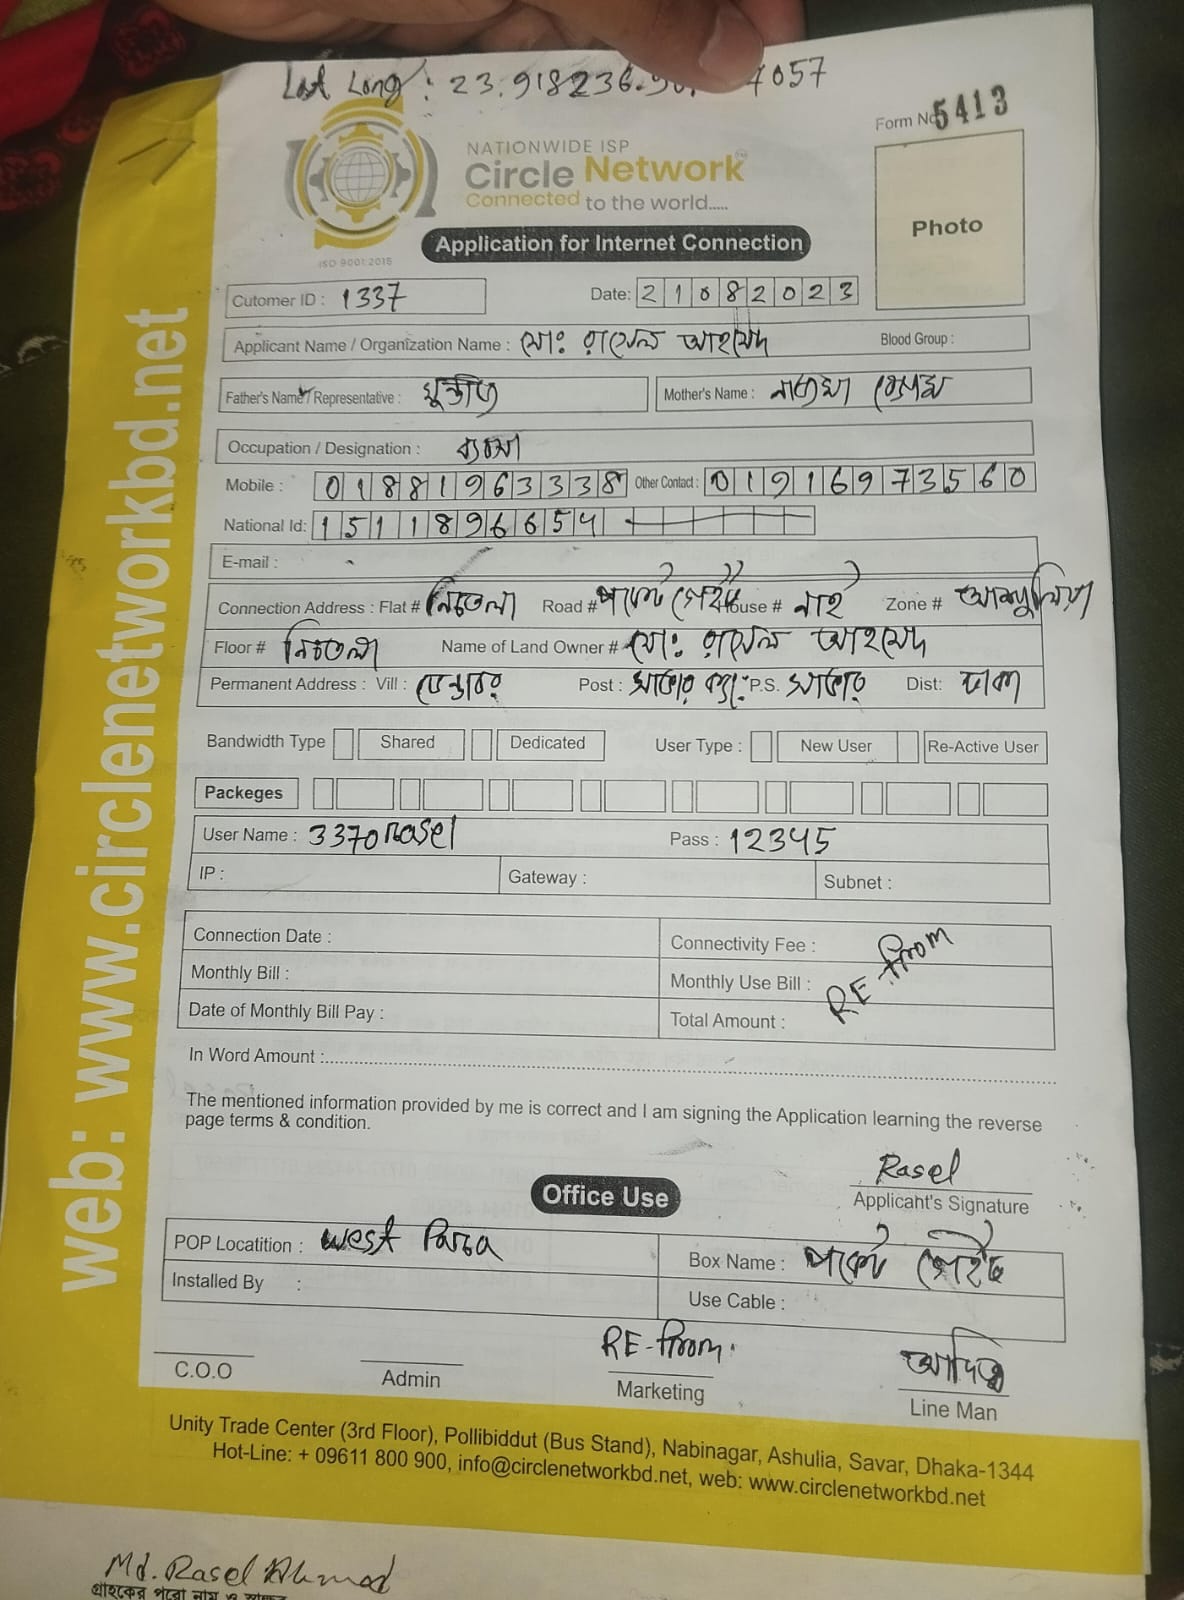 Lat Long: 23.918236.90. 7057
Form No 5413
NATIONWIDE ISP
Circle Network
Connected to the world.....
ISO 9001:2015
Photo
Application for Internet Connection
Cutomer ID : 1337 Date: 21082023
Applicant Name / Organization Name : মোঃ রাসেল আহমেদ Blood Group :
Father's Name / Representative : Mother's Name :
Occupation / Designation : ব্যবসা
Mobile : 01881963338 Other Contact : 01916973560
National Id: 1511896654
E-mail :
Connection Address : Flat # নিচতলা Road # পার্কো গেইট House # নাই Zone # আশুলিয়া
Floor # নিচতলা Name of Land Owner # মোঃ রাসেল আহমেদ
Permanent Address : Vill : Post : সাভার P.S. সাভার Dist: ঢাকা
Bandwidth Type Shared Dedicated User Type : New User Re-Active User
Packeges
User Name : 3370Rasel Pass : 12345
IP : Gateway : Subnet :
Connection Date : Connectivity Fee :
Monthly Bill : Monthly Use Bill :
RE-From
Date of Monthly Bill Pay : Total Amount :
In Word Amount :
The mentioned information provided by me is correct and I am signing the Application learning the reverse
page terms & condition.
Rasel
Applicant's Signature
Office Use
POP Locatition : West Para Box Name : পার্কো গেইট
Installed By : Use Cable :
RE-From.
C.O.O Admin Marketing Line Man
Unity Trade Center (3rd Floor), Pollibiddut (Bus Stand), Nabinagar, Ashulia, Savar, Dhaka-1344
Hot-Line: + 09611 800 900, info@circlenetworkbd.net, web: www.circlenetworkbd.net
web: www.circlenetworkbd.net
Md. Rasel Ahmed